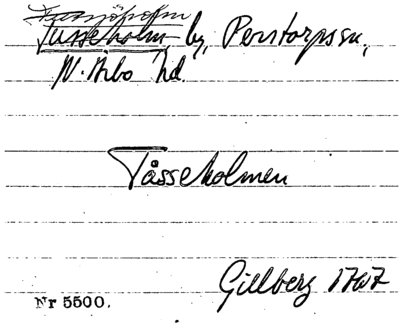 Tusseholm, by, Perstorps sn,
N. Åsbo hd.
Tåsseholmen
Gillberg 1767
Nr 5500.